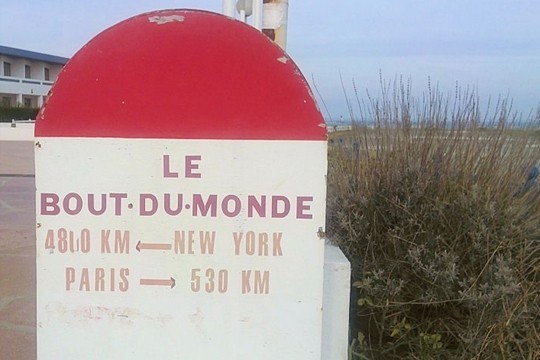 LE
BOUT·DU·MONDE
4800 KM ← NEW YORK
PARIS → 530 KM